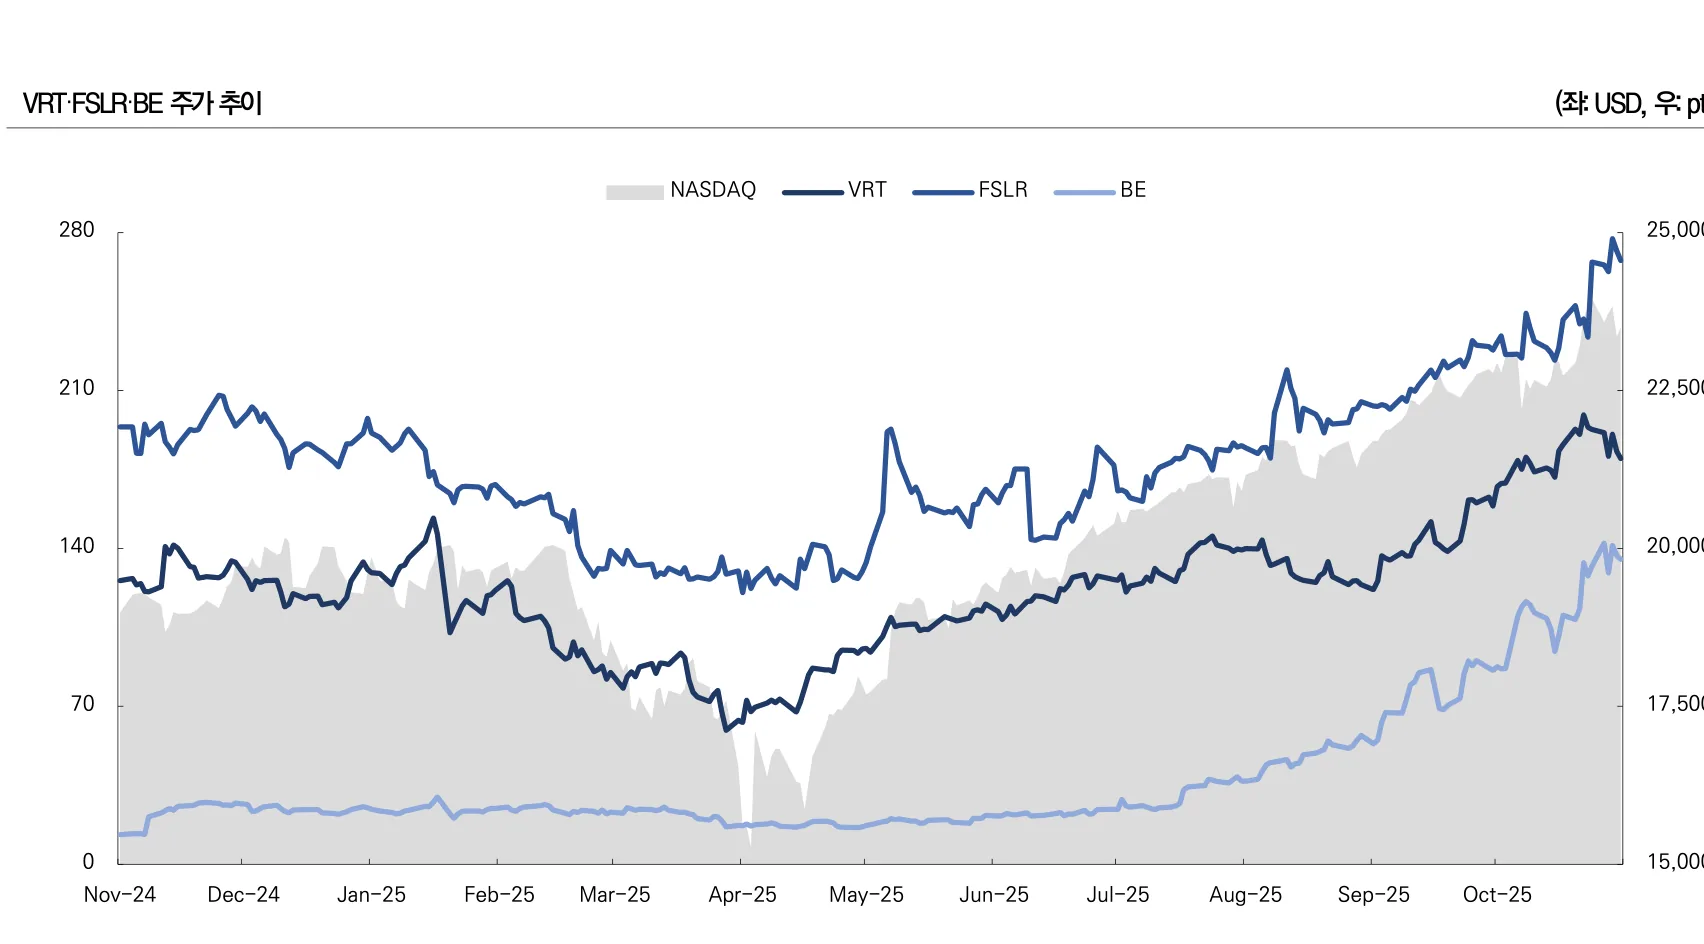 VRT·FSLR·BE 주가 추이
(좌: USD, 우: pt
NASDAQ VRT FSLR BE
280
210
140
70
0
25,000
22,500
20,000
17,500
15,000
Nov-24 Dec-24 Jan-25 Feb-25 Mar-25 Apr-25 May-25 Jun-25 Jul-25 Aug-25 Sep-25 Oct-25